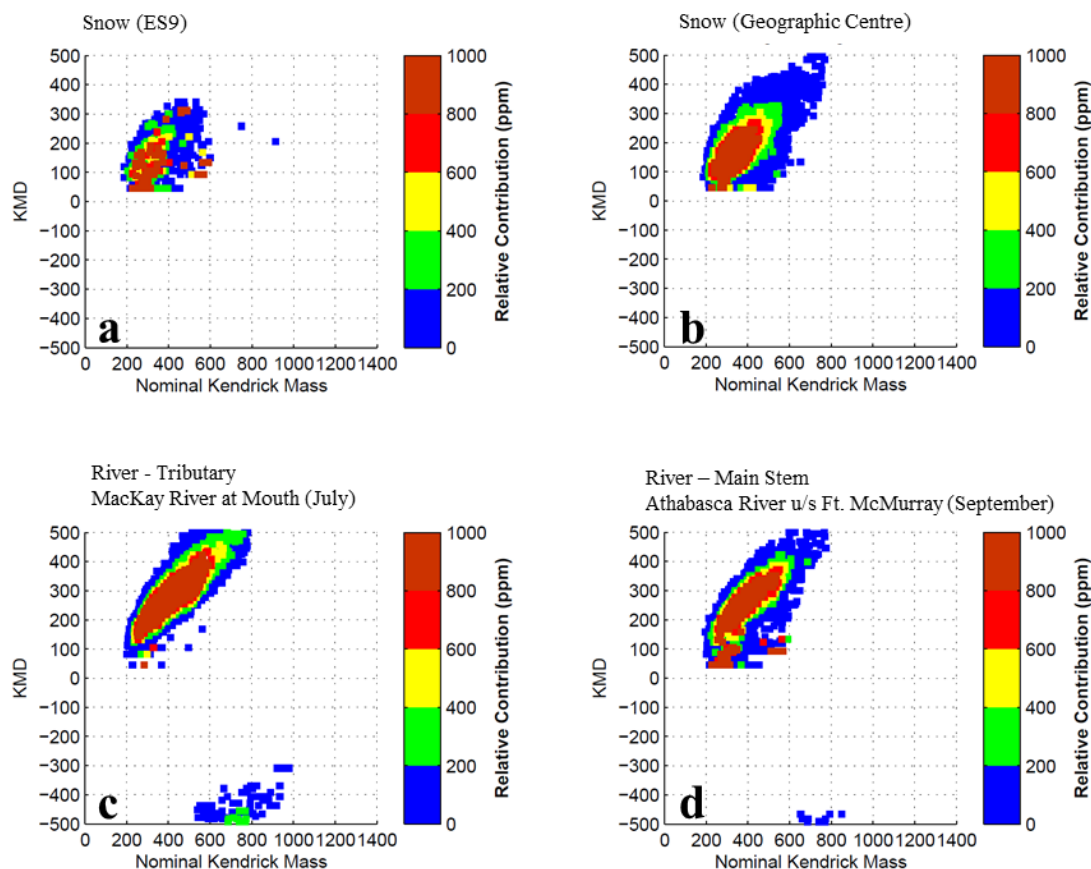 Snow (ES9)
500
400
300
200
100
0
−100
−200
−300
−400
−500
KMD
a
0 200 400 600 800 1000 1200 1400
Nominal Kendrick Mass
1000
800
600
400
200
0
Relative Contribution (ppm)
Snow (Geographic Centre)
500
400
300
200
100
0
−100
−200
−300
−400
−500
KMD
b
0 200 400 600 800 1000 1200 1400
Nominal Kendrick Mass
1000
800
600
400
200
0
Relative Contribution (ppm)
River - Tributary
MacKay River at Mouth (July)
500
400
300
200
100
0
−100
−200
−300
−400
−500
KMD
c
0 200 400 600 800 1000 1200 1400
Nominal Kendrick Mass
1000
800
600
400
200
0
Relative Contribution (ppm)
River – Main Stem
Athabasca River u/s Ft. McMurray (September)
500
400
300
200
100
0
−100
−200
−300
−400
−500
KMD
d
0 200 400 600 800 1000 1200 1400
Nominal Kendrick Mass
1000
800
600
400
200
0
Relative Contribution (ppm)